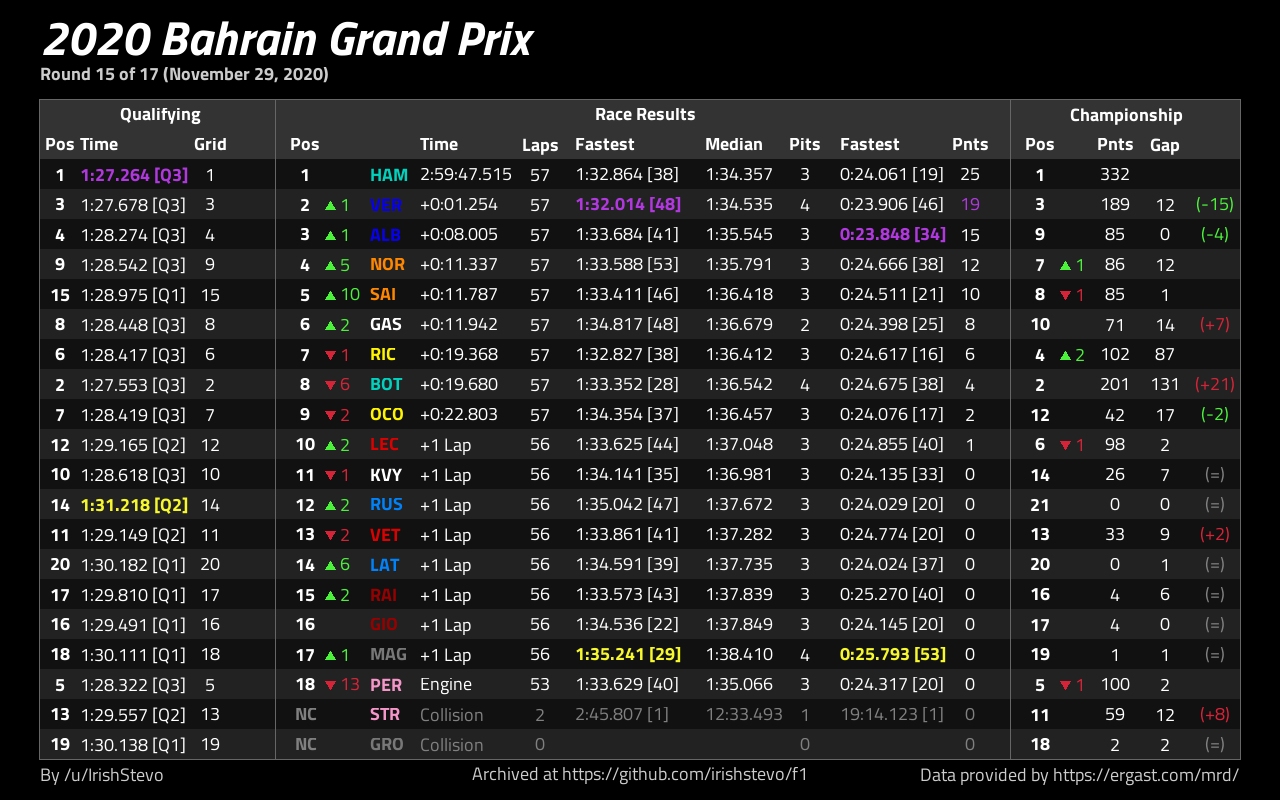 2020 Bahrain Grand Prix
Round 15 of 17 (November 29, 2020)
Qualifying Race Results Championship
Pos Time Grid Pos Time Laps Fastest Median Pits Fastest Pnts Pos Pnts Gap
1 1:27.264 [Q3] 1 1 HAM 2:59:47.515 57 1:32.864 [38] 1:34.357 3 0:24.061 [19] 25 1 332
3 1:27.678 [Q3] 3 2 ▲1 VER +0:01.254 57 1:32.014 [48] 1:34.535 4 0:23.906 [46] 19 3 189 12 (-15)
4 1:28.274 [Q3] 4 3 ▲1 ALB +0:08.005 57 1:33.684 [41] 1:35.545 3 0:23.848 [34] 15 9 85 0 (-4)
9 1:28.542 [Q3] 9 4 ▲5 NOR +0:11.337 57 1:33.588 [53] 1:35.791 3 0:24.666 [38] 12 7 ▲1 86 12
15 1:28.975 [Q1] 15 5 ▲10 SAI +0:11.787 57 1:33.411 [46] 1:36.418 3 0:24.511 [21] 10 8 ▼1 85 1
8 1:28.448 [Q3] 8 6 ▲2 GAS +0:11.942 57 1:34.817 [48] 1:36.679 2 0:24.398 [25] 8 10 71 14 (+7)
6 1:28.417 [Q3] 6 7 ▼1 RIC +0:19.368 57 1:32.827 [38] 1:36.412 3 0:24.617 [16] 6 4 ▲2 102 87
2 1:27.553 [Q3] 2 8 ▼6 BOT +0:19.680 57 1:33.352 [28] 1:36.542 4 0:24.675 [38] 4 2 201 131 (+21)
7 1:28.419 [Q3] 7 9 ▼2 OCO +0:22.803 57 1:34.354 [37] 1:36.457 3 0:24.076 [17] 2 12 42 17 (-2)
12 1:29.165 [Q2] 12 10 ▲2 LEC +1 Lap 56 1:33.625 [44] 1:37.048 3 0:24.855 [40] 1 6 ▼1 98 2
10 1:28.618 [Q3] 10 11 ▼1 KVY +1 Lap 56 1:34.141 [35] 1:36.981 3 0:24.135 [33] 0 14 26 7 (=)
14 1:31.218 [Q2] 14 12 ▲2 RUS +1 Lap 56 1:35.042 [47] 1:37.672 3 0:24.029 [20] 0 21 0 0 (=)
11 1:29.149 [Q2] 11 13 ▼2 VET +1 Lap 56 1:33.861 [41] 1:37.282 3 0:24.774 [20] 0 13 33 9 (+2)
20 1:30.182 [Q1] 20 14 ▲6 LAT +1 Lap 56 1:34.591 [39] 1:37.735 3 0:24.024 [37] 0 20 0 1 (=)
17 1:29.810 [Q1] 17 15 ▲2 RAI +1 Lap 56 1:33.573 [43] 1:37.839 3 0:25.270 [40] 0 16 4 6 (=)
16 1:29.491 [Q1] 16 16 GIO +1 Lap 56 1:34.536 [22] 1:37.849 3 0:24.145 [20] 0 17 4 0 (=)
18 1:30.111 [Q1] 18 17 ▲1 MAG +1 Lap 56 1:35.241 [29] 1:38.410 4 0:25.793 [53] 0 19 1 1 (=)
5 1:28.322 [Q3] 5 18 ▼13 PER Engine 53 1:33.629 [40] 1:35.066 3 0:24.317 [20] 0 5 ▼1 100 2
13 1:29.557 [Q2] 13 NC STR Collision 2 2:45.807 [1] 12:33.493 1 19:14.123 [1] 0 11 59 12 (+8)
19 1:30.138 [Q1] 19 NC GRO Collision 0 0 0 18 2 2 (=)
By /u/IrishStevo Archived at https://github.com/irishstevo/f1 Data provided by https://ergast.com/mrd/